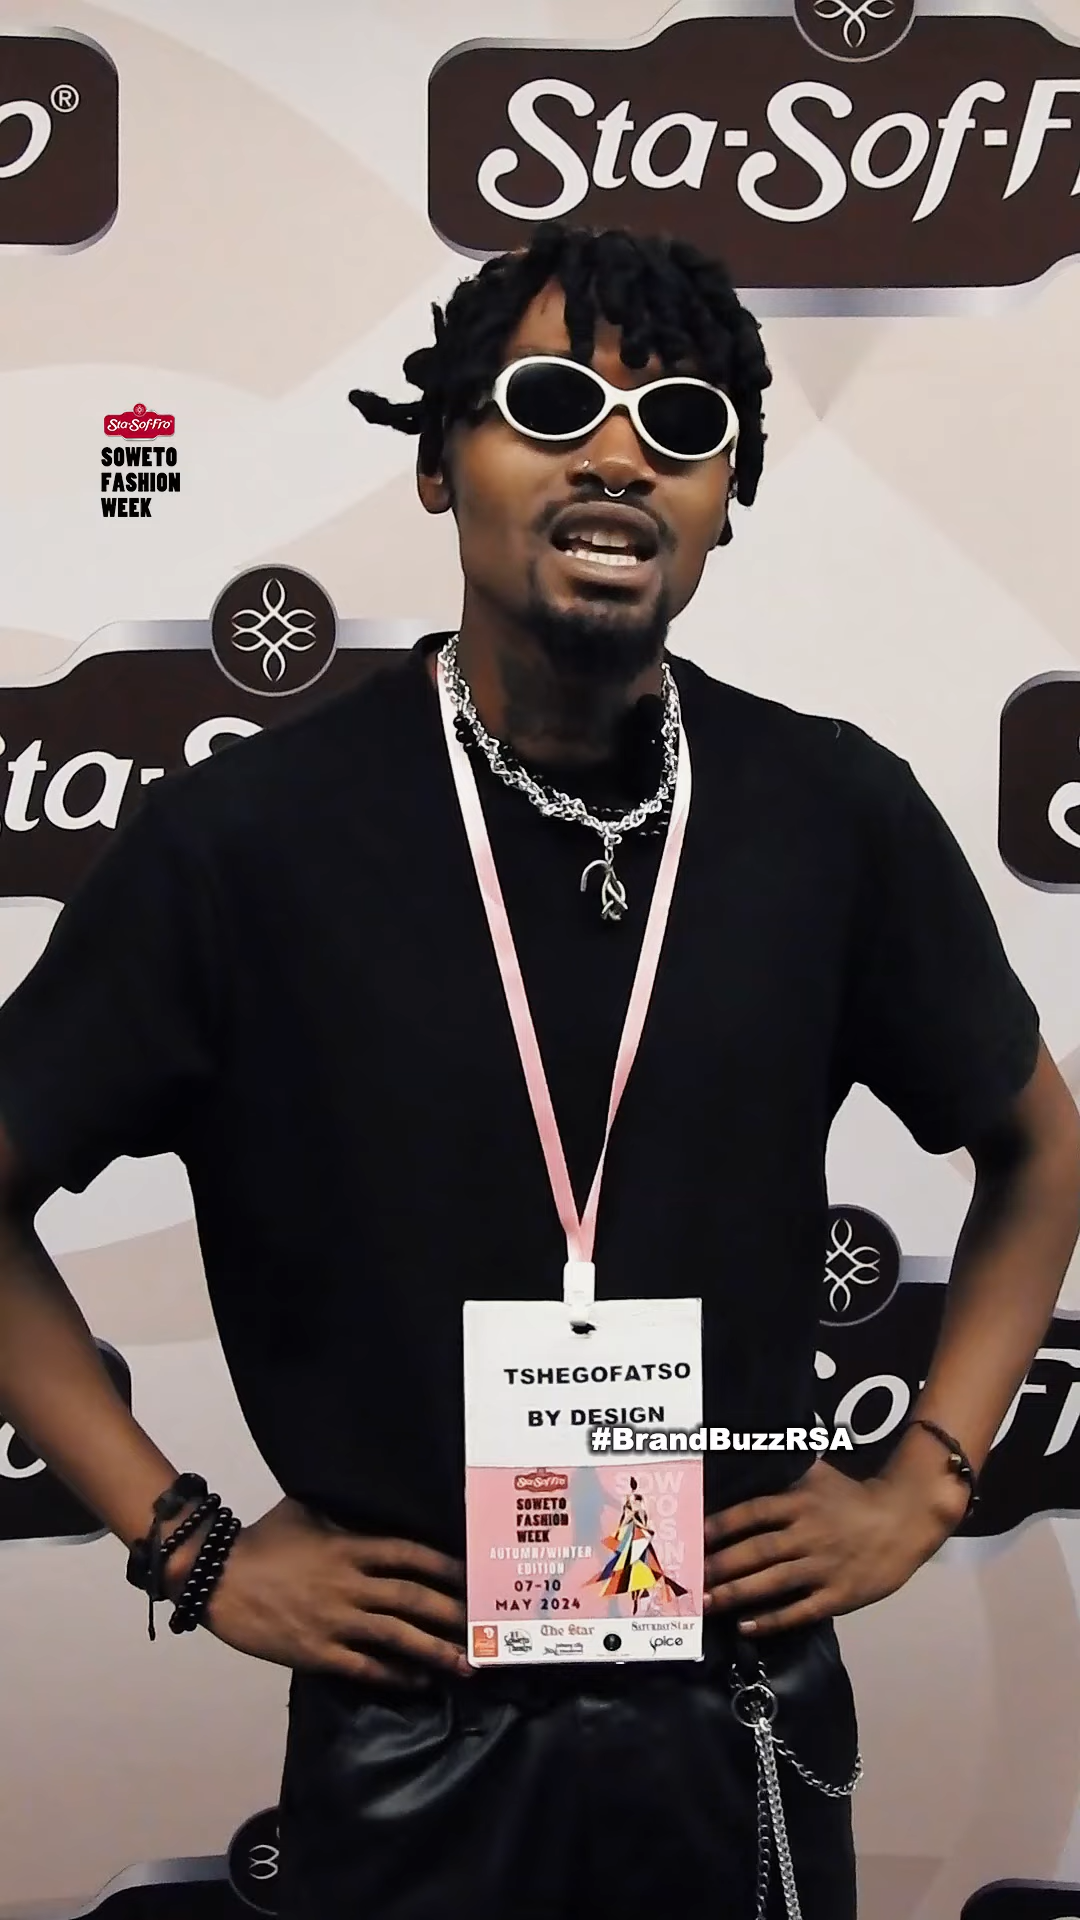 o®
Sta-Sof-F
Sta-Sof-Fro
SOWETO
FASHION
WEEK
ta-S
TSHEGOFATSO
BY DESIGN
#BrandBuzzRSA
Sta-Sof-Fro
SOWETO
FASHION
WEEK
AUTUMN/WINTER
EDITION
07-10
MAY 2024
The Star
SATURDAY Star
spice